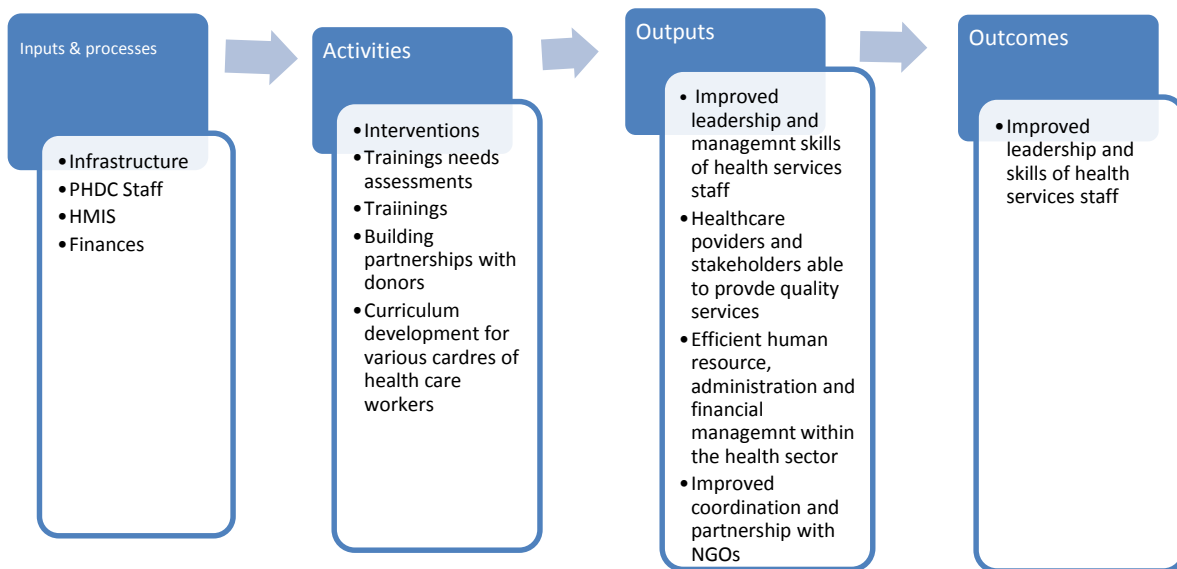 Inputs & processes
• Infrastructure
• PHDC Staff
• HMIS
• Finances
Activities
• Interventions
• Trainings needs
assessments
• Traiinings
• Building
partnerships with
donors
• Curriculum
development for
various cardres of
health care
workers
Outputs
• Improved
leadership and
managemnt skills
of health services
staff
• Healthcare
poviders and
stakeholders able
to provde quality
services
• Efficient human
resource,
administration and
financial
managemnt within
the health sector
• Improved
coordination and
partnership with
NGOs
Outcomes
• Improved
leadership and
skills of health
services staff